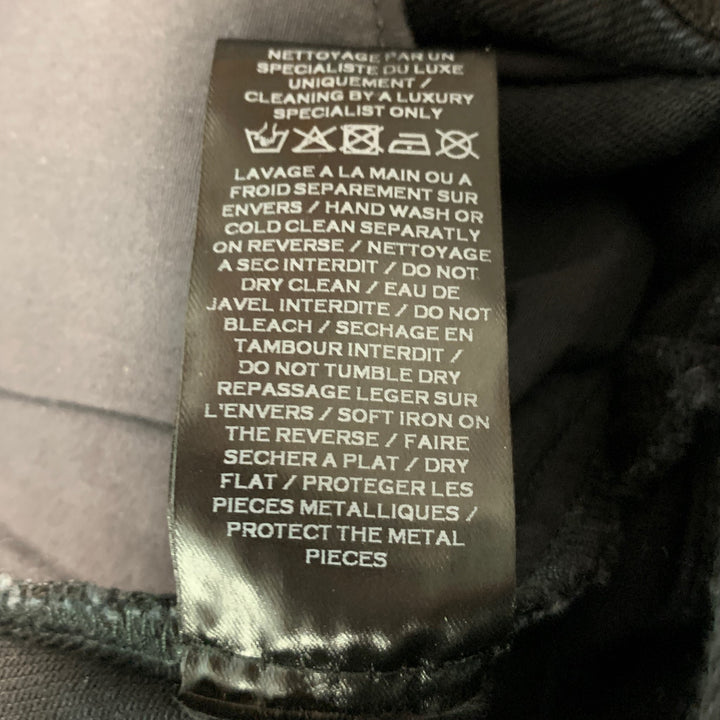 NETTOYAGE PAR UN
SPECIALISTE DU LUXE
UNIQUEMENT /
CLEANING BY A LUXURY
SPECIALIST ONLY
LAVAGE A LA MAIN OU A
FROID SEPAREMENT SUR
ENVERS / HAND WASH OR
COLD CLEAN SEPARATLY
ON REVERSE / NETTOYAGE
A SEC INTERDIT / DO NOT
DRY CLEAN / EAU DE
JAVEL INTERDITE / DO NOT
BLEACH / SECHAGE EN
TAMBOUR INTERDIT /
DO NOT TUMBLE DRY
REPASSAGE LEGER SUR
L'ENVERS / SOFT IRON ON
THE REVERSE / FAIRE
SECHER A PLAT / DRY
FLAT / PROTEGER LES
PIECES METALLIQUES /
PROTECT THE METAL
PIECES